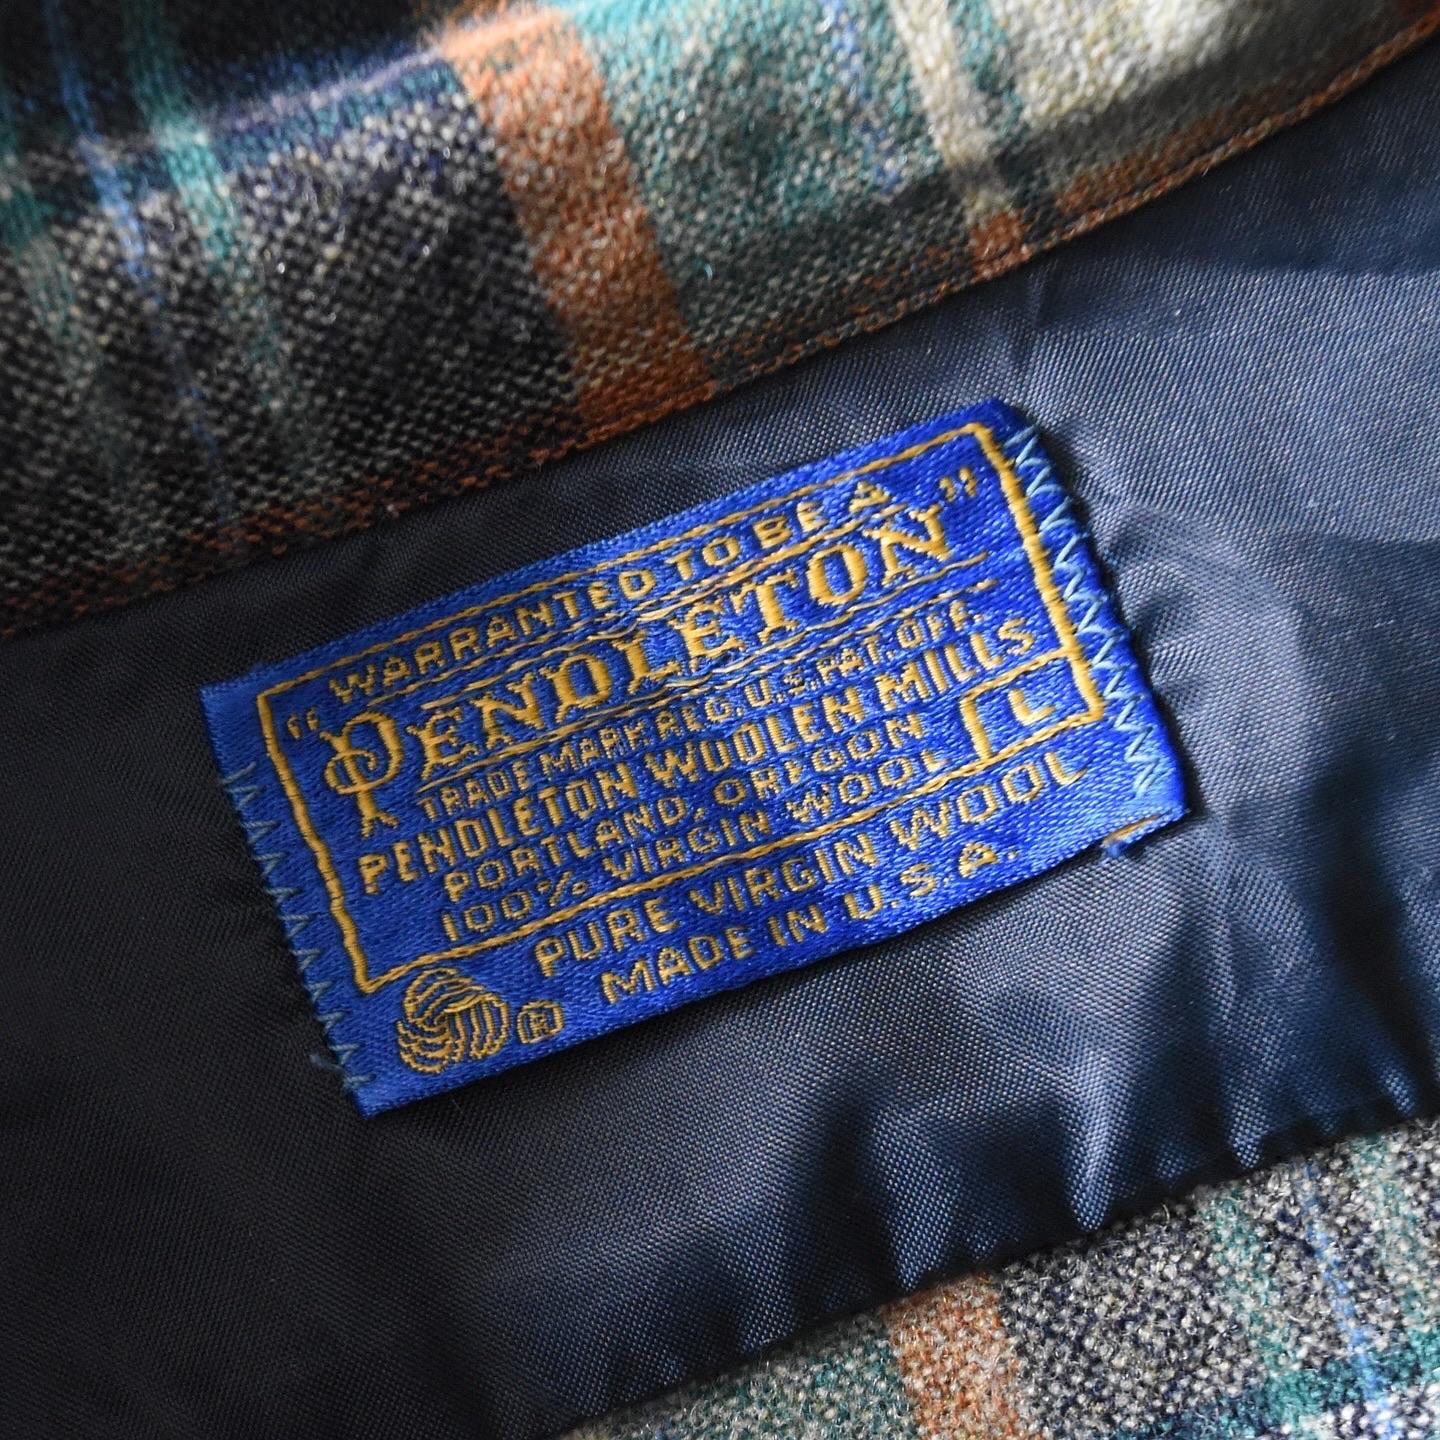 "WARRANTED TO BE A
PENDLETON"
TRADE MARK REG. U.S. PAT. OFF.
PENDLETON WOOLEN MILLS
PORTLAND, OREGON
100% VIRGIN WOOL
L
PURE VIRGIN WOOL
® MADE IN U.S.A.